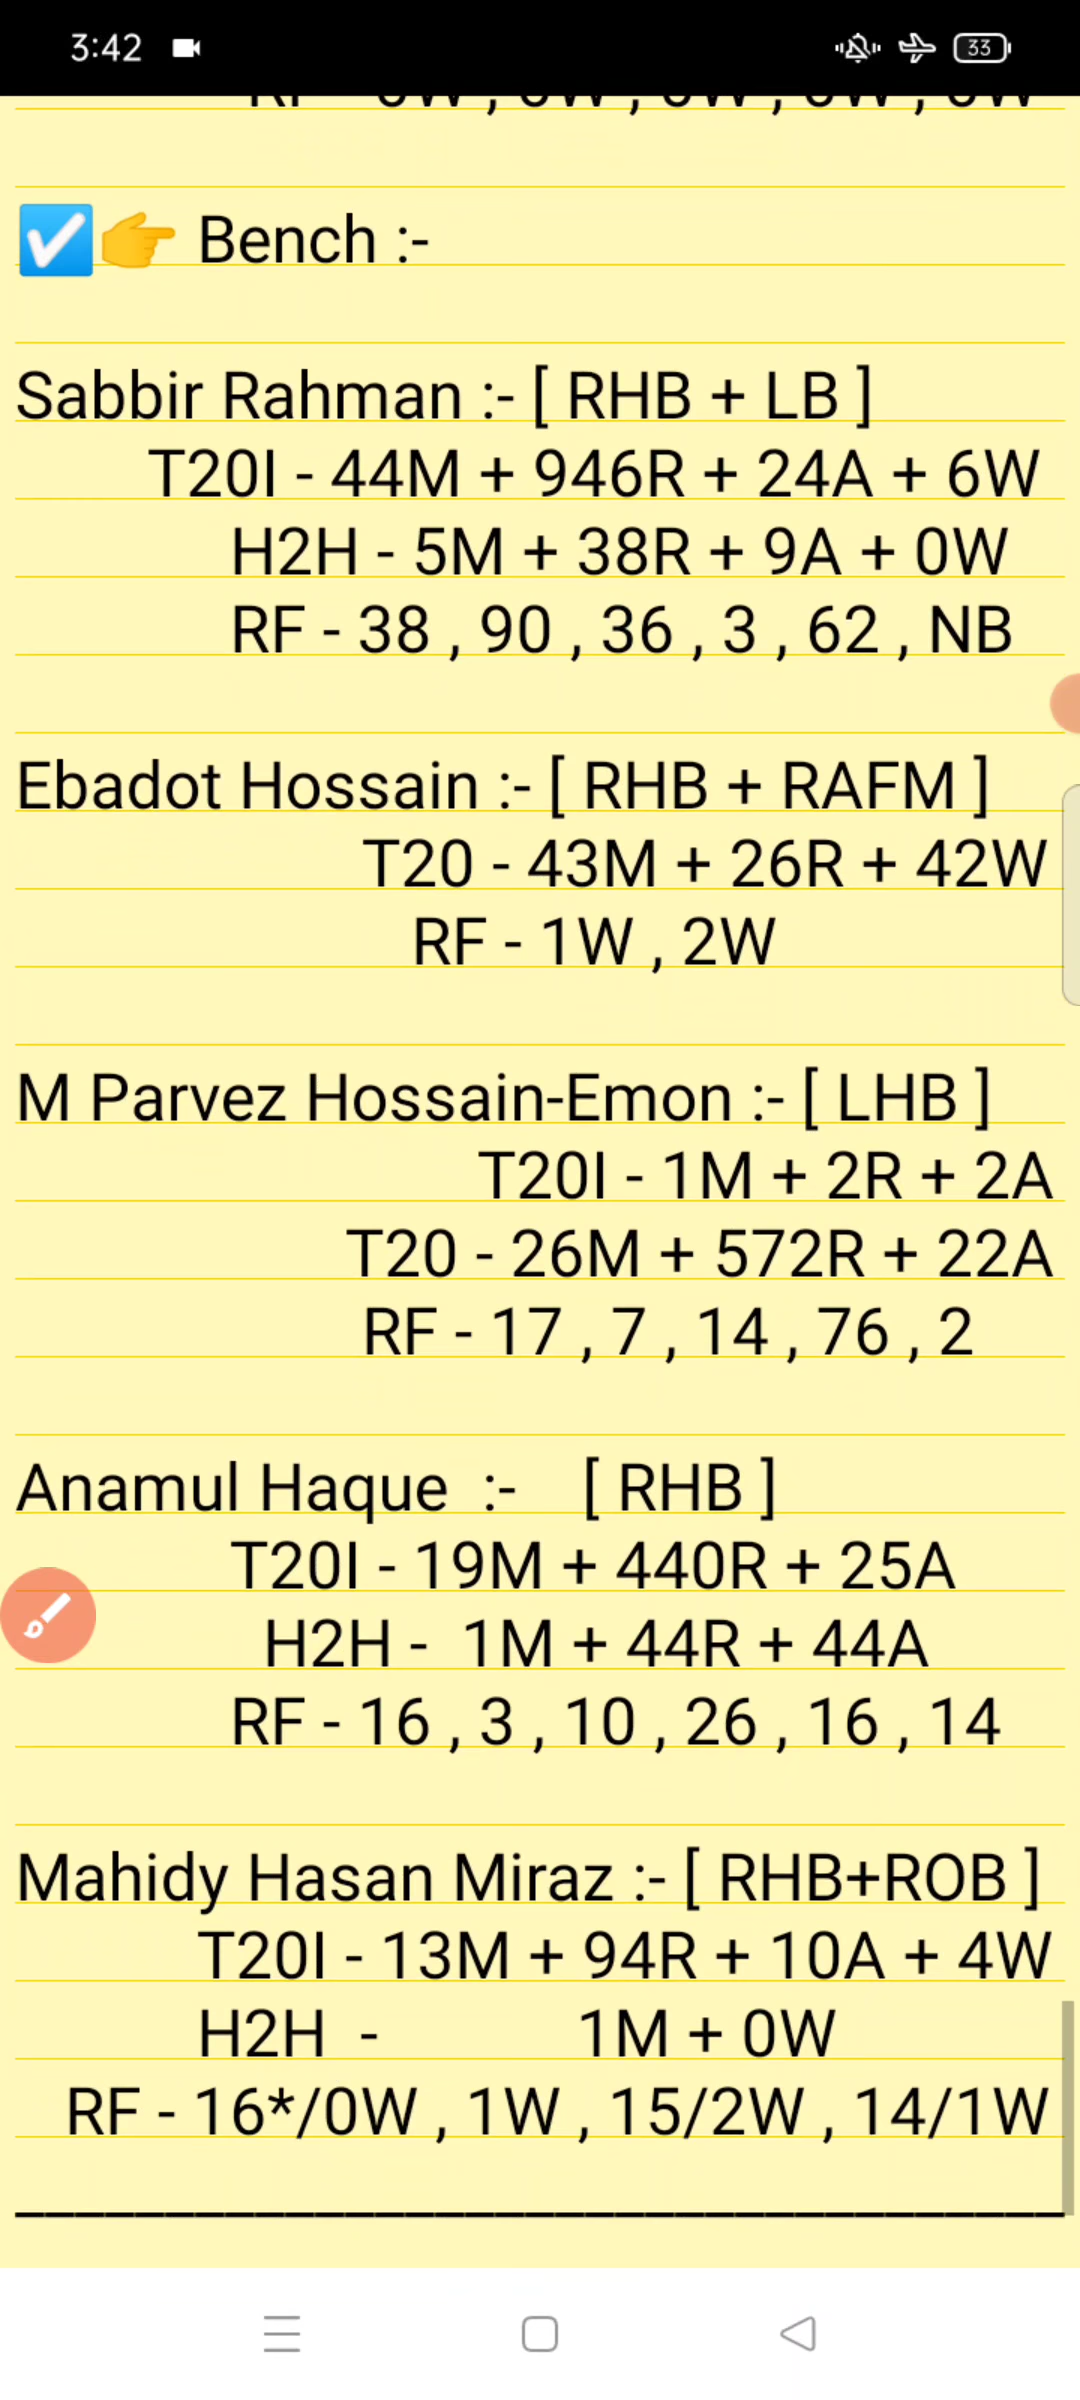 3:42
33
Bench :-
Sabbir Rahman :- [ RHB + LB ]
T20I - 44M + 946R + 24A + 6W
H2H - 5M + 38R + 9A + 0W
RF - 38 , 90 , 36 , 3 , 62 , NB
Ebadot Hossain :- [ RHB + RAFM ]
T20 - 43M + 26R + 42W
RF - 1W , 2W
M Parvez Hossain-Emon :- [ LHB ]
T20I - 1M + 2R + 2A
T20 - 26M + 572R + 22A
RF - 17 , 7 , 14 , 76 , 2
Anamul Haque :- [ RHB ]
T20I - 19M + 440R + 25A
H2H - 1M + 44R + 44A
RF - 16 , 3 , 10 , 26 , 16 , 14
Mahidy Hasan Miraz :- [ RHB+ROB ]
T20I - 13M + 94R + 10A + 4W
H2H - 1M + 0W
RF - 16*/0W , 1W , 15/2W , 14/1W